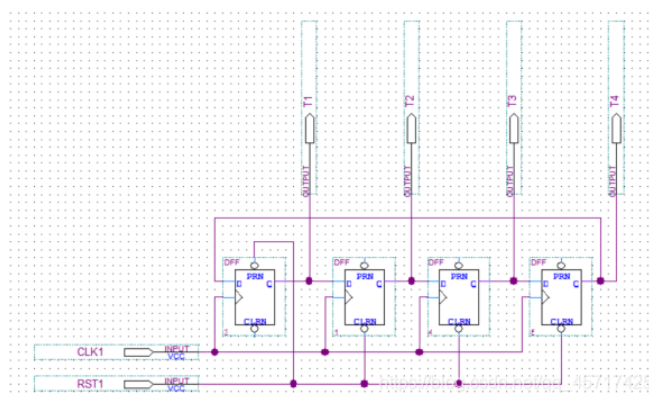 T1
T2
T3
T4
OUTPUT
OUTPUT
OUTPUT
OUTPUT
DFF
DFF
DFF
DFF
PRN
PRN
PRN
PRN
D
D
D
D
CLRN
CLRN
CLRN
CLRN
CLK1
INPUT
VCC
RST1
INPUT
VCC